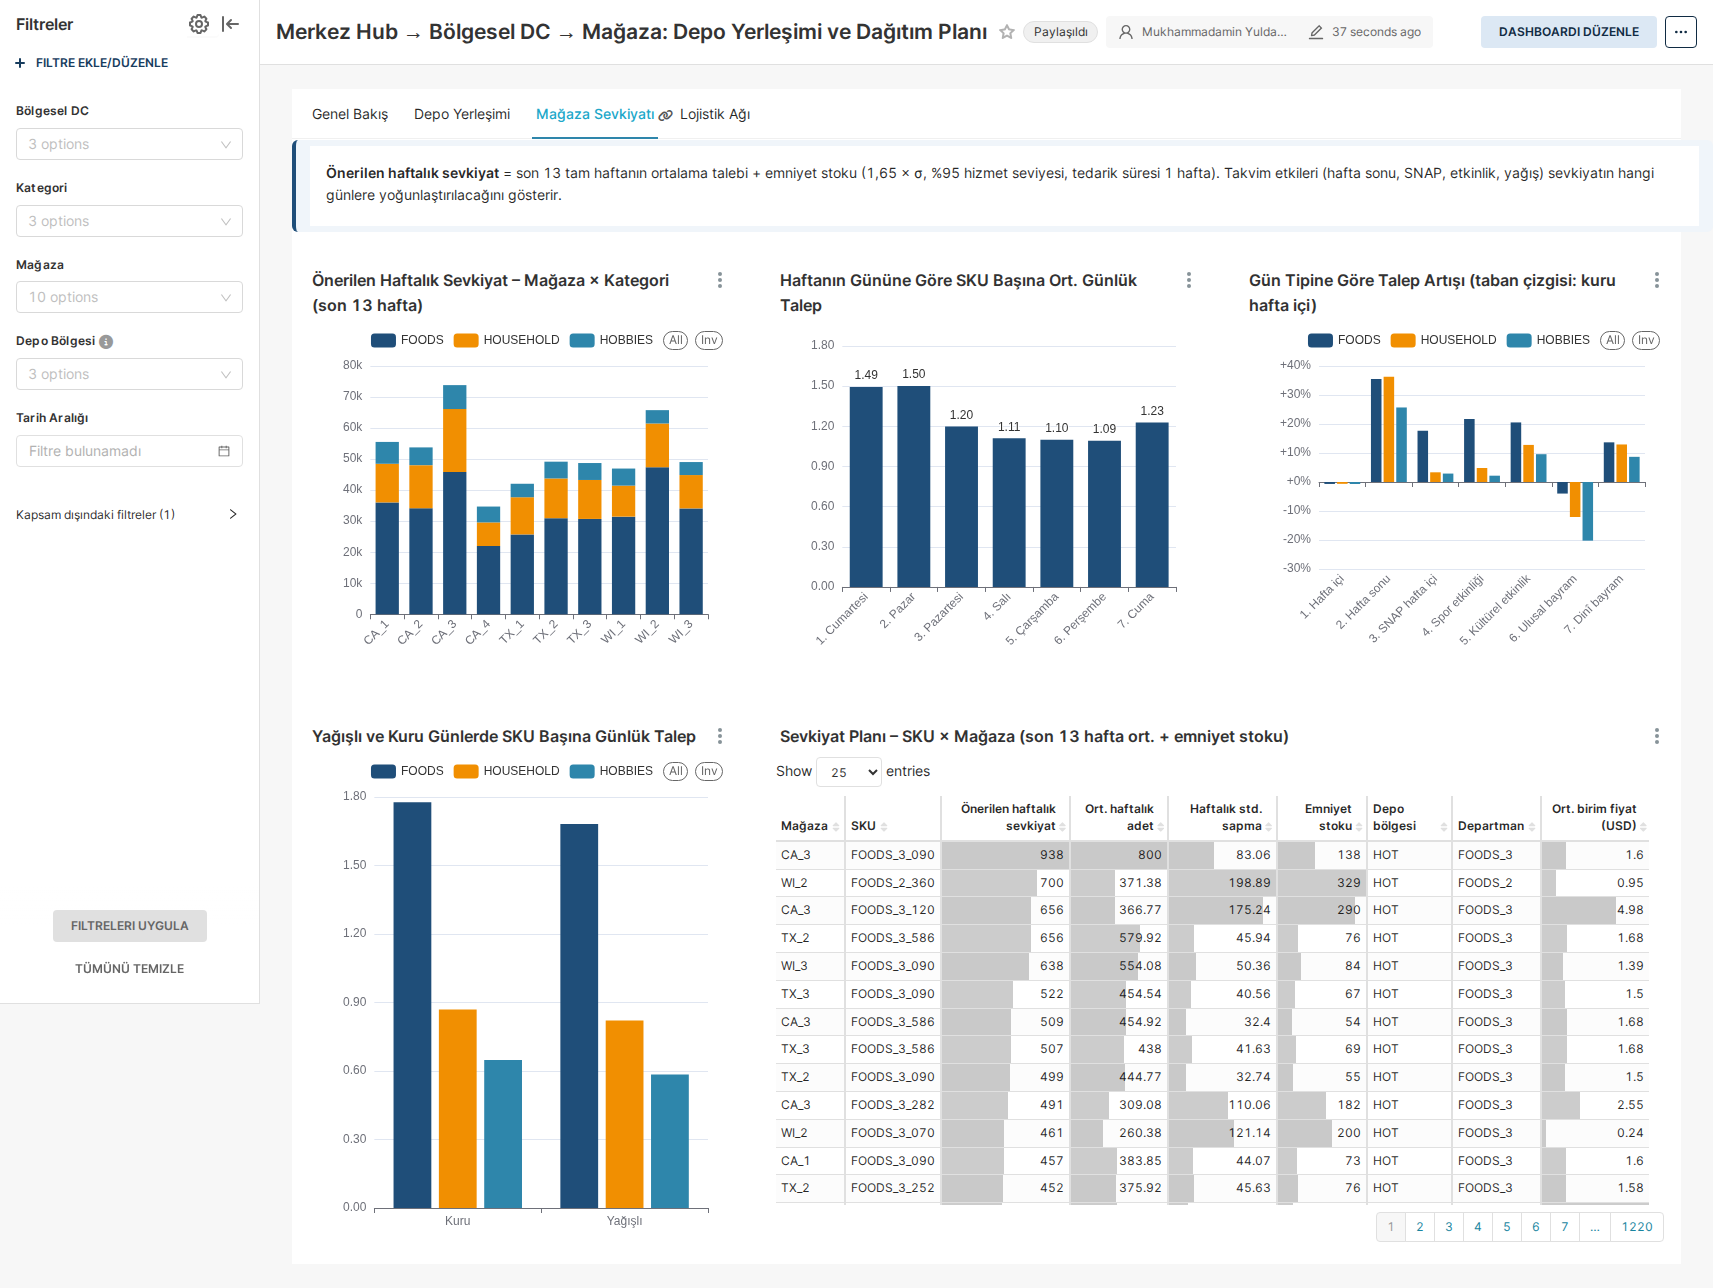 Filtreler
FILTRE EKLE/DÜZENLE
Bölgesel DC
3 options
Kategori
3 options
Mağaza
10 options
Depo Bölgesi
3 options
Tarih Aralığı
Filtre bulunamadı
Kapsam dışındaki filtreler (1)
FILTRELERI UYGULA
TÜMÜNÜ TEMIZLE
Merkez Hub → Bölgesel DC → Mağaza: Depo Yerleşimi ve Dağıtım Planı
Paylaşıldı
Mukhammadamin Yulda...
37 seconds ago
DASHBOARDI DÜZENLE
Genel Bakış
Depo Yerleşimi
Mağaza Sevkiyatı
Lojistik Ağı
Önerilen haftalık sevkiyat = son 13 tam haftanın ortalama talebi + emniyet stoku (1,65 × σ, %95 hizmet seviyesi, tedarik süresi 1 hafta). Takvim etkileri (hafta sonu, SNAP, etkinlik, yağış) sevkiyatın hangi
günlere yoğunlaştırılacağını gösterir.
Önerilen Haftalık Sevkiyat – Mağaza × Kategori
(son 13 hafta)
FOODS HOUSEHOLD HOBBIES All Inv
80k
70k
60k
50k
40k
30k
20k
10k
0
CA_1 CA_2 CA_3 CA_4 TX_1 TX_2 TX_3 WI_1 WI_2 WI_3
Haftanın Gününe Göre SKU Başına Ort. Günlük
Talep
1.80
1.50
1.20
0.90
0.60
0.30
0.00
1.49 1.50 1.20 1.11 1.10 1.09 1.23
1. Cumartesi 2. Pazar 3. Pazartesi 4. Salı 5. Çarşamba 6. Perşembe 7. Cuma
Gün Tipine Göre Talep Artışı (taban çizgisi: kuru
hafta içi)
FOODS HOUSEHOLD HOBBIES All Inv
+40%
+30%
+20%
+10%
+0%
-10%
-20%
-30%
1. Hafta içi 2. Hafta sonu 3. SNAP hafta içi 4. Spor etkinliği 5. Kültürel etkinlik 6. Ulusal bayram 7. Dinî bayram
Yağışlı ve Kuru Günlerde SKU Başına Günlük Talep
FOODS HOUSEHOLD HOBBIES All Inv
1.80
1.50
1.20
0.90
0.60
0.30
0.00
Kuru Yağışlı
Sevkiyat Planı – SKU × Mağaza (son 13 hafta ort. + emniyet stoku)
Show 25 entries
Mağaza SKU Önerilen haftalık sevkiyat Ort. haftalık adet Haftalık std. sapma Emniyet stoku Depo bölgesi Departman Ort. birim fiyat (USD)
CA_3 FOODS_3_090 938 800 83.06 138 HOT FOODS_3 1.6
WI_2 FOODS_2_360 700 371.38 198.89 329 HOT FOODS_2 0.95
CA_3 FOODS_3_120 656 366.77 175.24 290 HOT FOODS_3 4.98
TX_2 FOODS_3_586 656 579.92 45.94 76 HOT FOODS_3 1.68
WI_3 FOODS_3_090 638 554.08 50.36 84 HOT FOODS_3 1.39
TX_3 FOODS_3_090 522 454.54 40.56 67 HOT FOODS_3 1.5
CA_3 FOODS_3_586 509 454.92 32.4 54 HOT FOODS_3 1.68
TX_3 FOODS_3_586 507 438 41.63 69 HOT FOODS_3 1.68
TX_2 FOODS_3_090 499 444.77 32.74 55 HOT FOODS_3 1.5
CA_3 FOODS_3_282 491 309.08 110.06 182 HOT FOODS_3 2.55
WI_2 FOODS_3_070 461 260.38 121.14 200 HOT FOODS_3 0.24
CA_1 FOODS_3_090 457 383.85 44.07 73 HOT FOODS_3 1.6
TX_2 FOODS_3_252 452 375.92 45.63 76 HOT FOODS_3 1.58
1 2 3 4 5 6 7 ... 1220